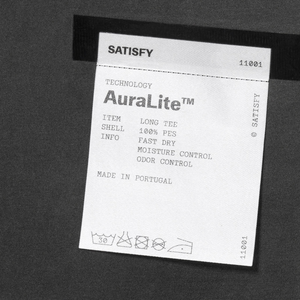 SATISFY
11001
TECHNOLOGY
AuraLite™
ITEM LONG TEE
SHELL 100% PES
INFO FAST DRY
MOISTURE CONTROL
ODOR CONTROL
MADE IN PORTUGAL
30
© SATISFY
11001